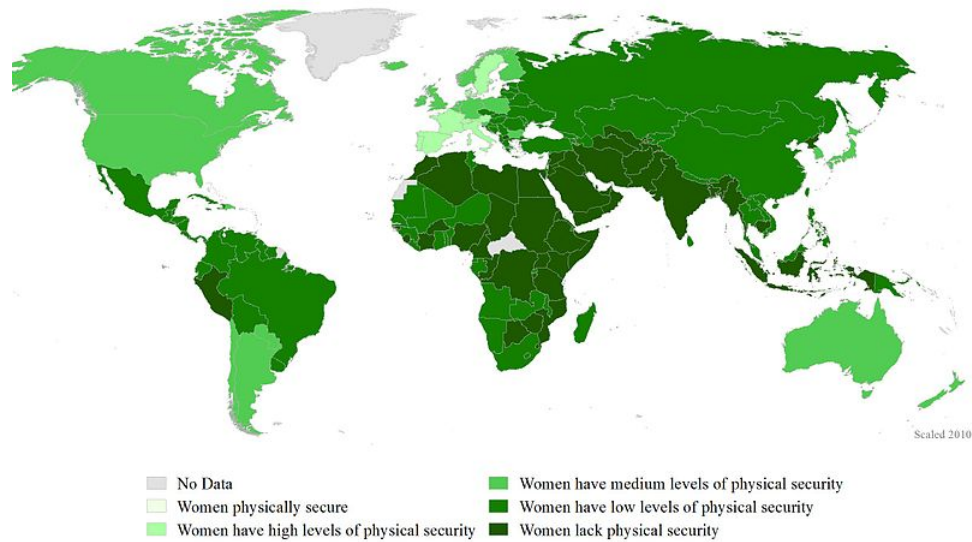 Scaled 2010
No Data
Women physically secure
Women have high levels of physical security
Women have medium levels of physical security
Women have low levels of physical security
Women lack physical security